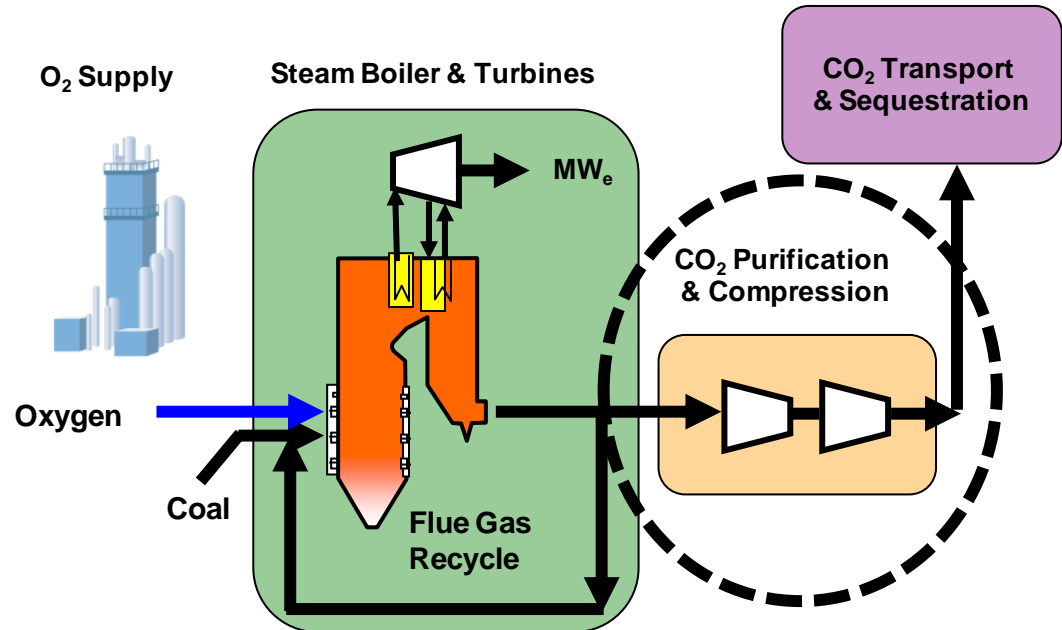 O₂ Supply
Steam Boiler & Turbines
CO₂ Transport
& Sequestration
MWₑ
CO₂ Purification
& Compression
Oxygen
Coal
Flue Gas
Recycle